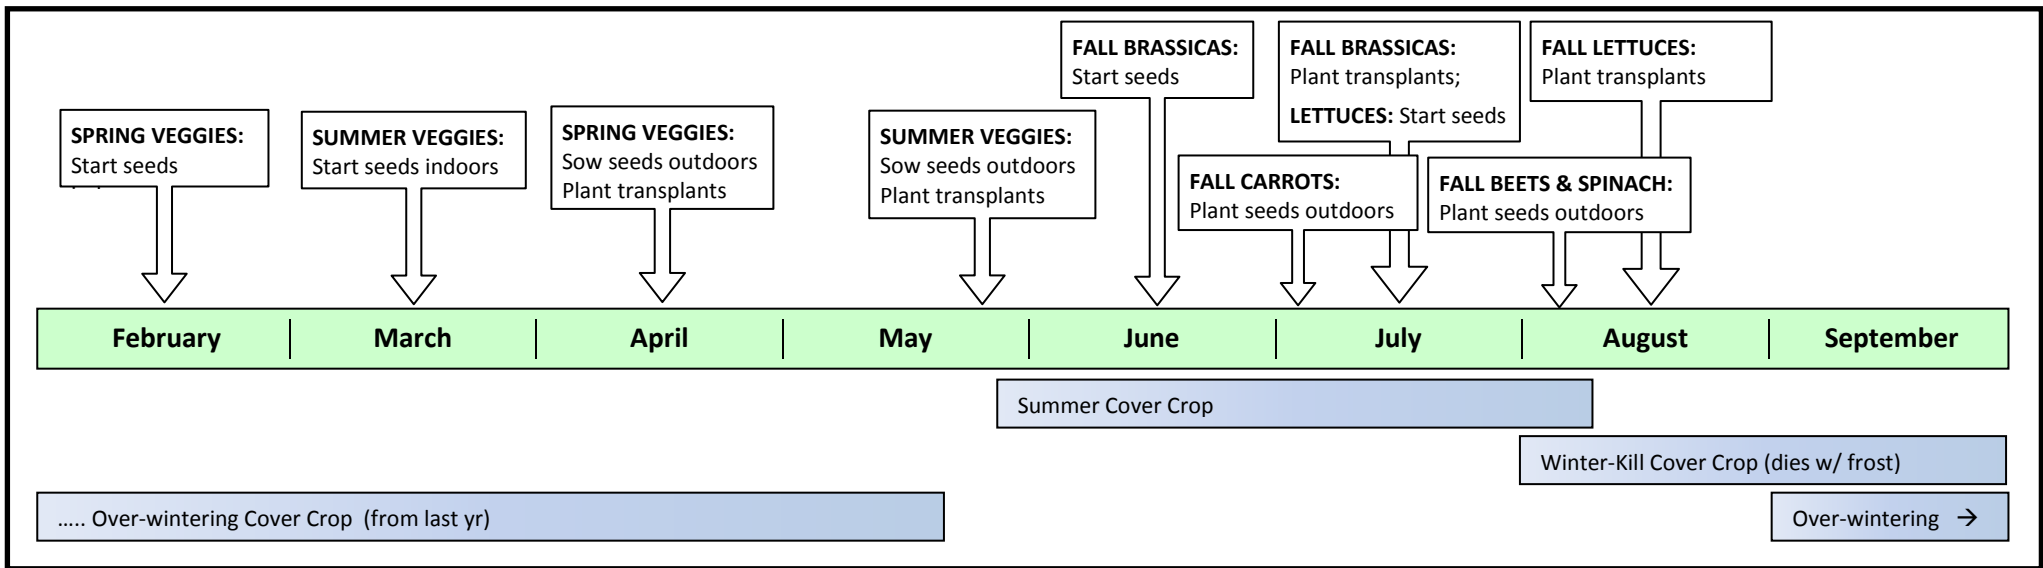 SPRING VEGGIES:
Start seeds
SUMMER VEGGIES:
Start seeds indoors
SPRING VEGGIES:
Sow seeds outdoors
Plant transplants
SUMMER VEGGIES:
Sow seeds outdoors
Plant transplants
FALL BRASSICAS:
Start seeds
FALL CARROTS:
Plant seeds outdoors
FALL BRASSICAS:
Plant transplants;
LETTUCES: Start seeds
FALL BEETS & SPINACH:
Plant seeds outdoors
FALL LETTUCES:
Plant transplants
February
March
April
May
June
July
August
September
Summer Cover Crop
Winter-Kill Cover Crop (dies w/ frost)
..... Over-wintering Cover Crop (from last yr)
Over-wintering →